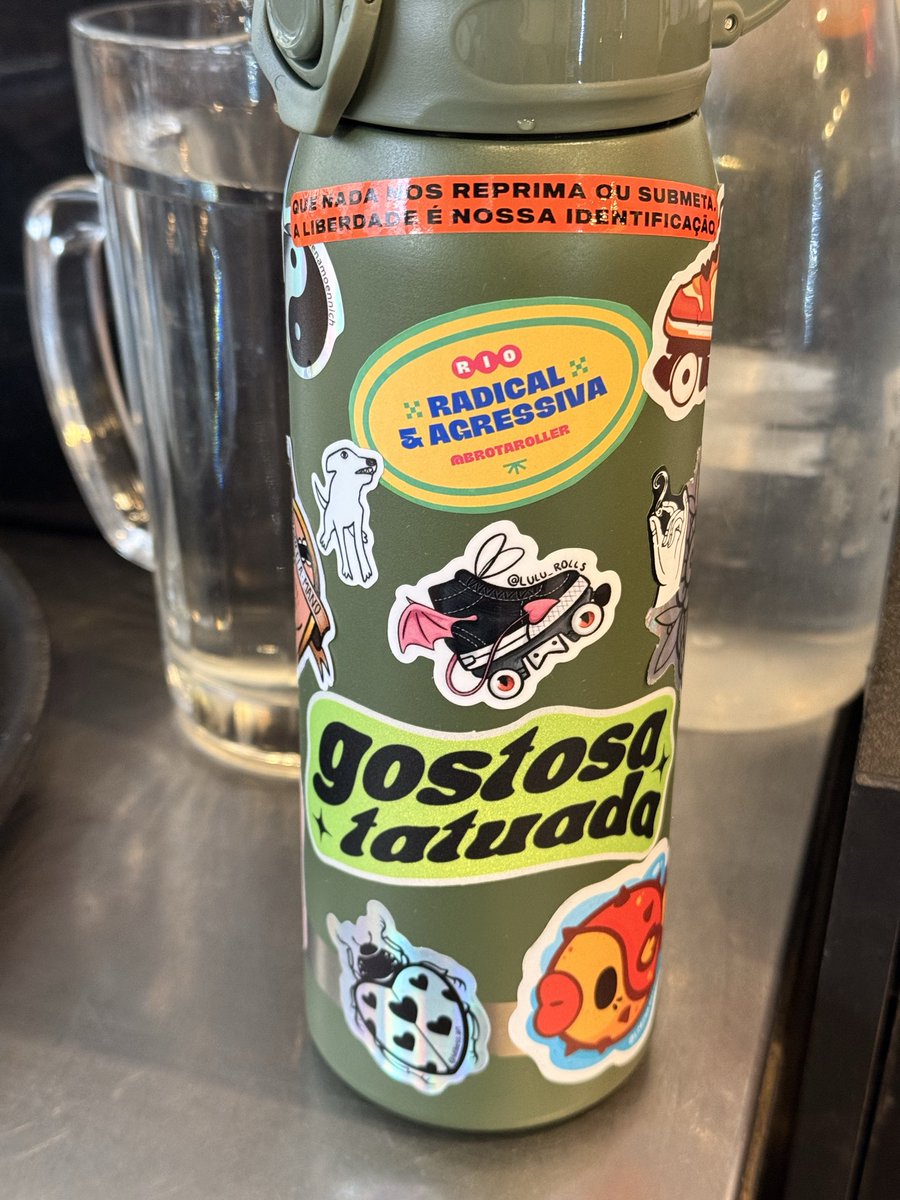 QUE NADA NOS REPRIMA OU SUBMETA.
A LIBERDADE É NOSSA IDENTIFICAÇÃO
RIO
RADICAL
& AGRESSIVA
@BROTAROLLER
@LULU_ROLLS
gostosa
tatuada